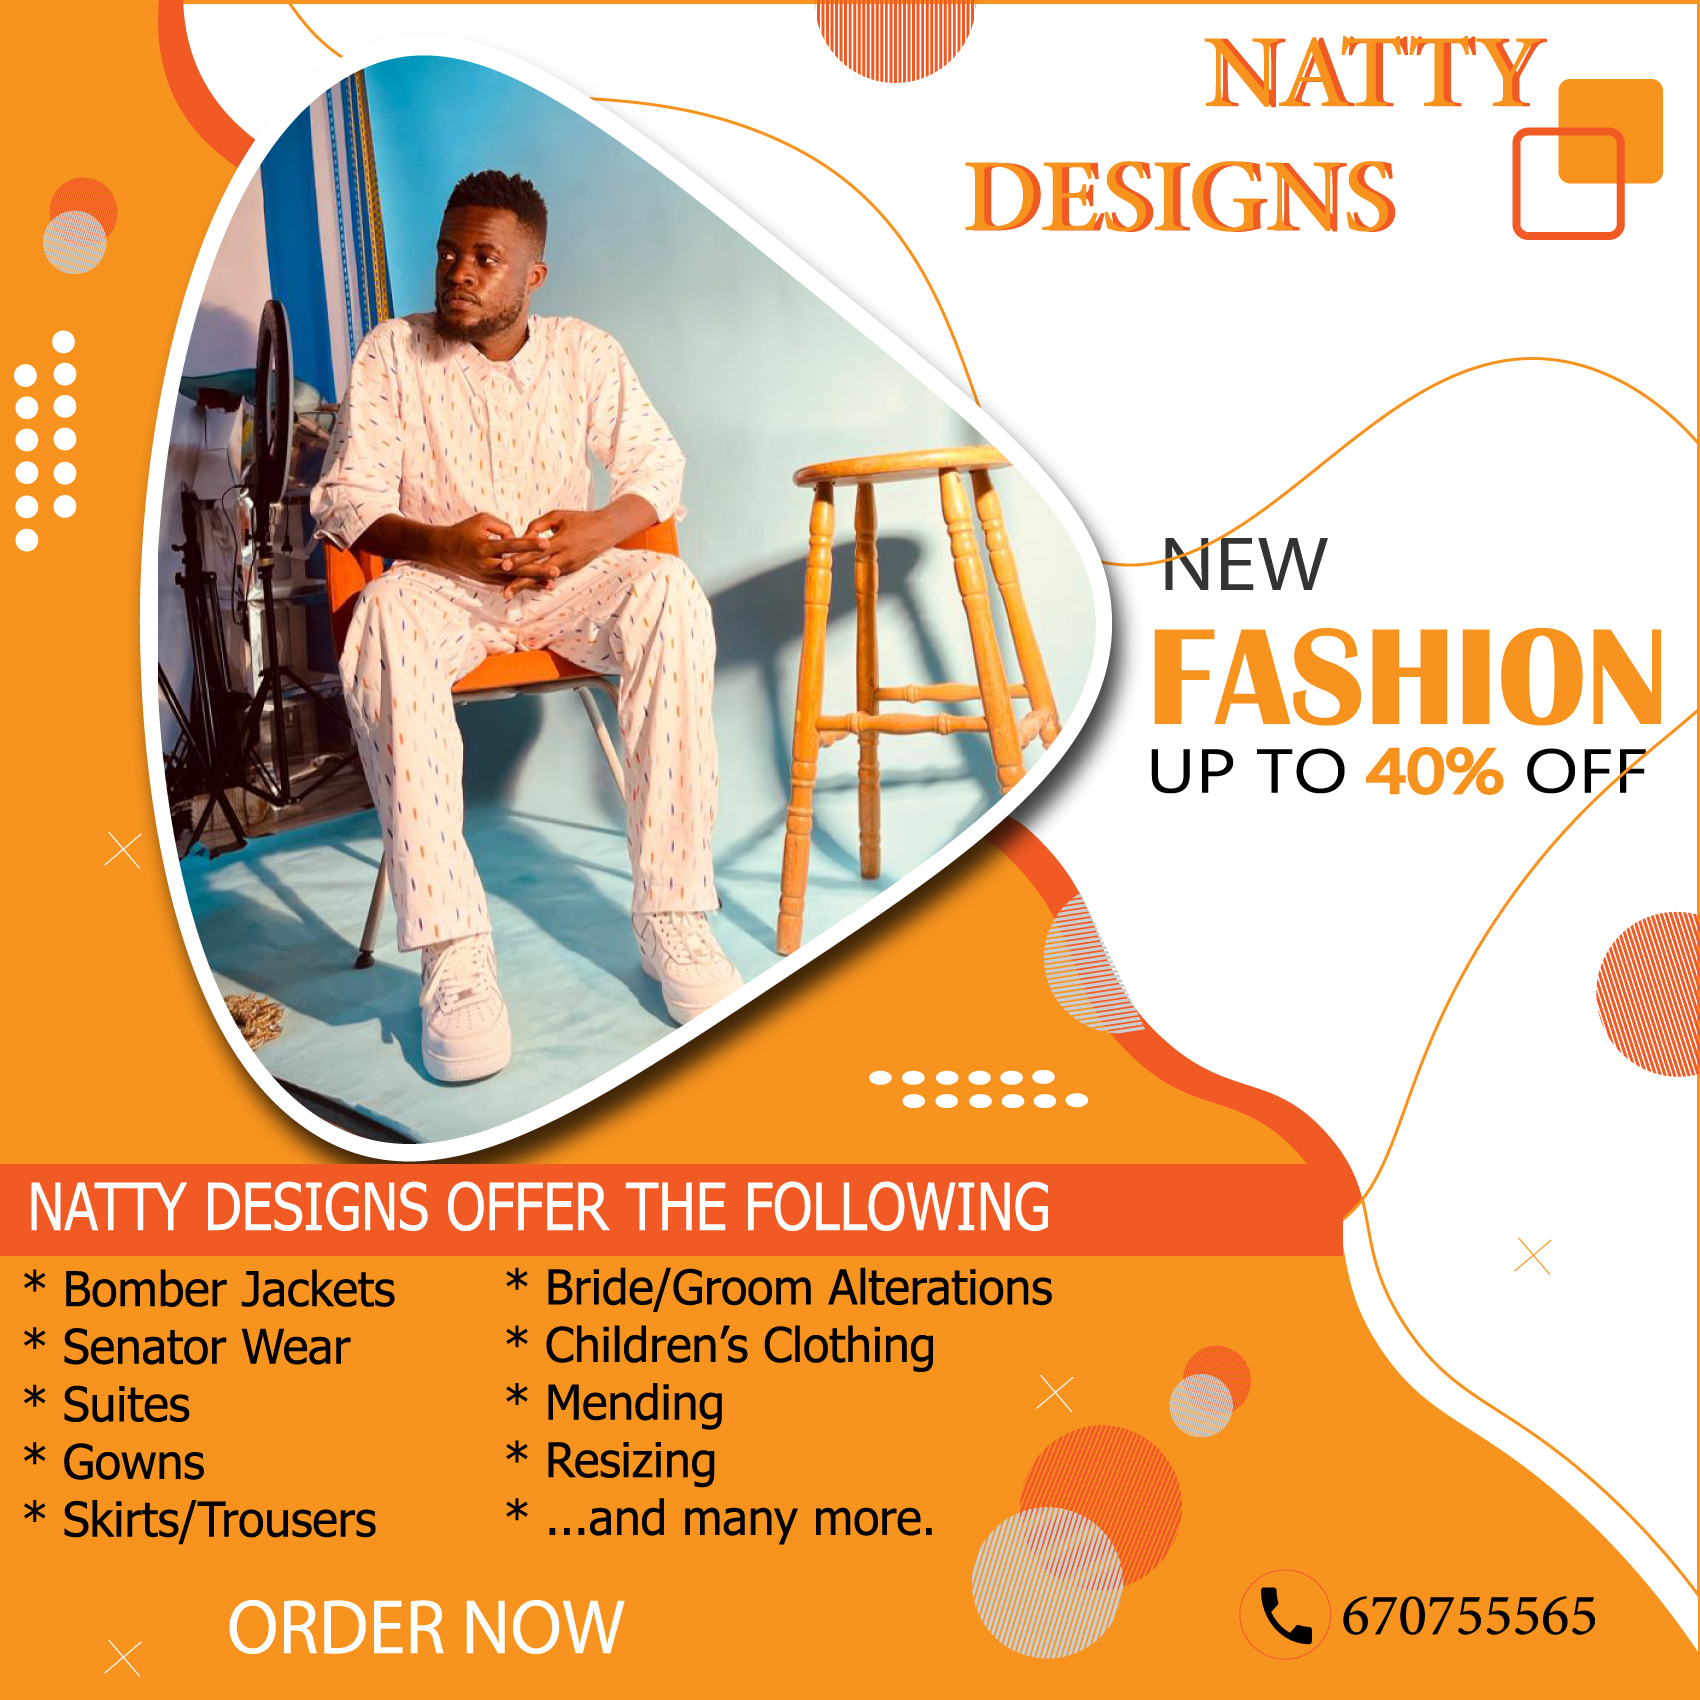 NATTY
DESIGNS
NEW
FASHION
UP TO 40% OFF
NATTY DESIGNS OFFER THE FOLLOWING
* Bomber Jackets
* Senator Wear
* Suites
* Gowns
* Skirts/Trousers
* Bride/Groom Alterations
* Children’s Clothing
* Mending
* Resizing
* ...and many more.
ORDER NOW
670755565